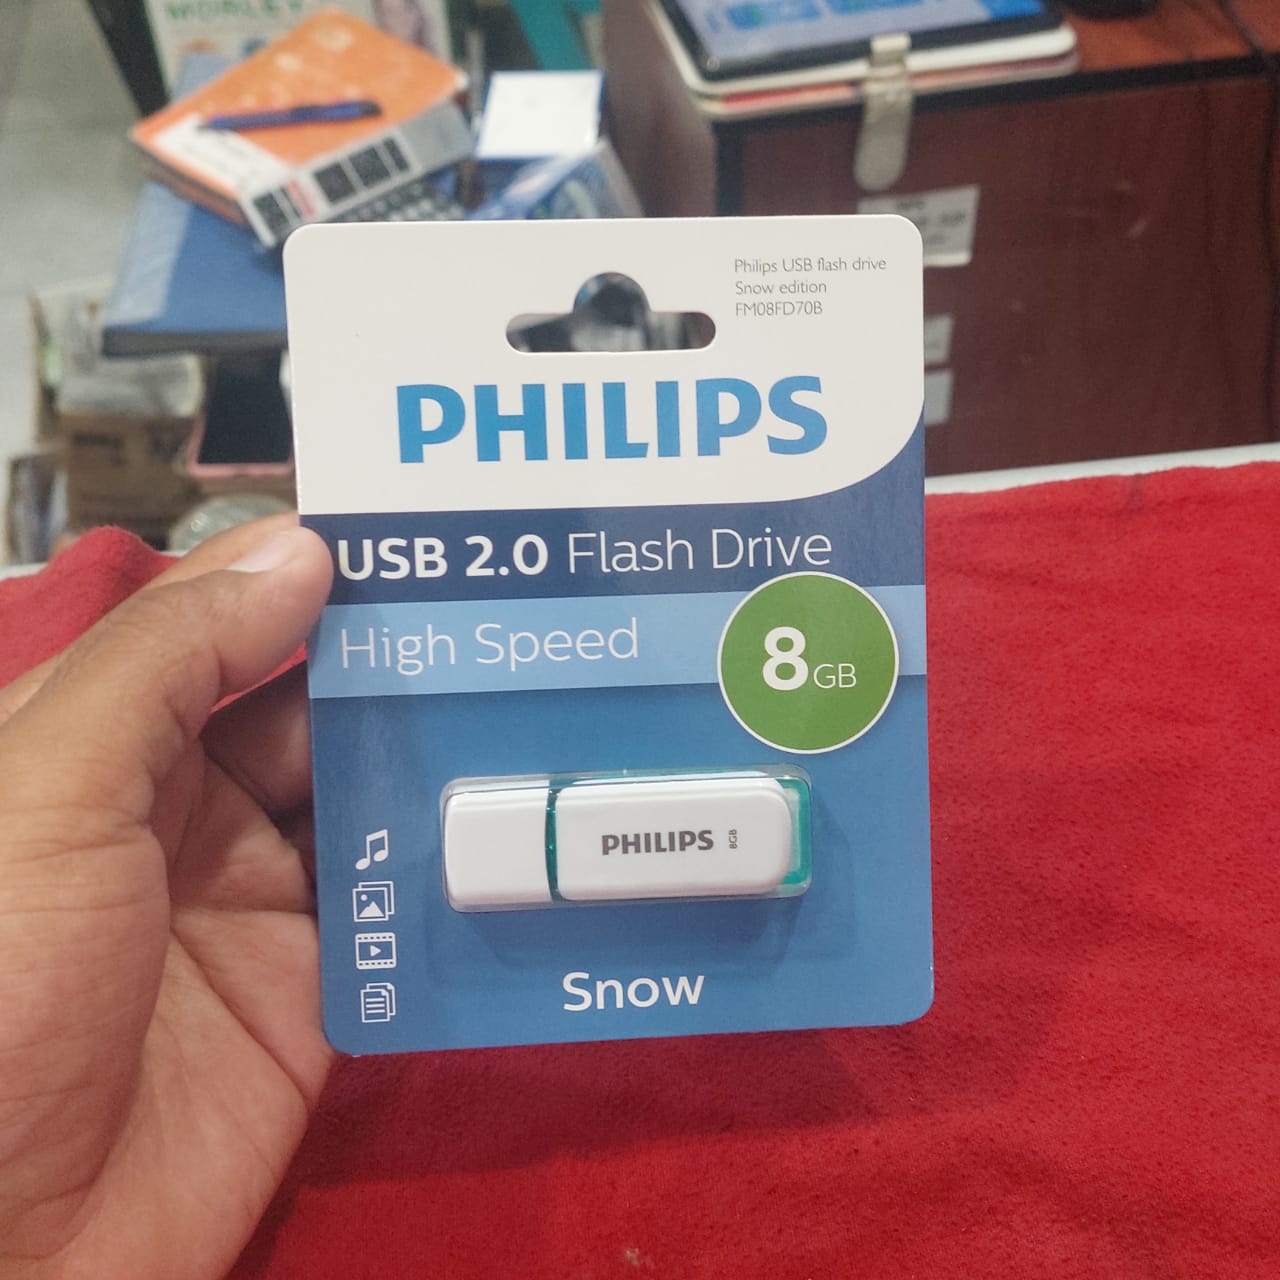 Philips USB flash drive
Snow edition
FM08FD70B
PHILIPS
USB 2.0 Flash Drive
High Speed
8GB
PHILIPS 8GB
Snow